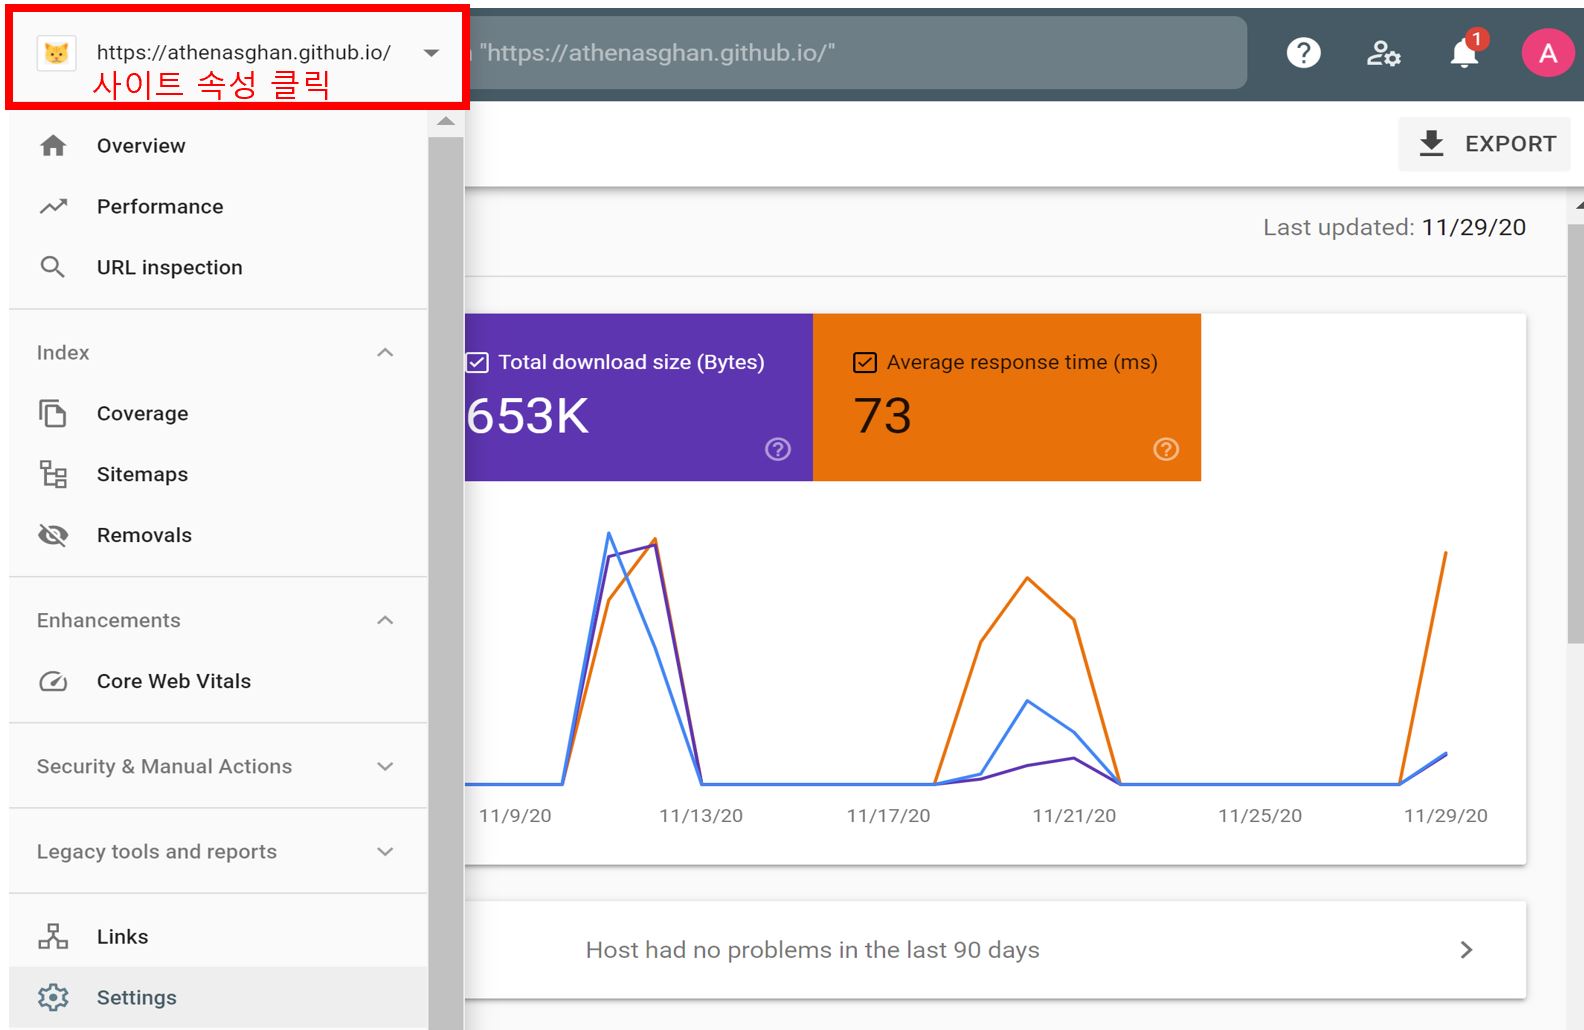 https://athenasghan.github.io/
사이트 속성 클릭
"https://athenasghan.github.io/"
1
A
EXPORT
Overview
Performance
URL inspection
Index
Coverage
Sitemaps
Removals
Enhancements
Core Web Vitals
Security & Manual Actions
Legacy tools and reports
Links
Settings
Last updated: 11/29/20
Total download size (Bytes)
653K
Average response time (ms)
73
11/9/20 11/13/20 11/17/20 11/21/20 11/25/20 11/29/20
Host had no problems in the last 90 days